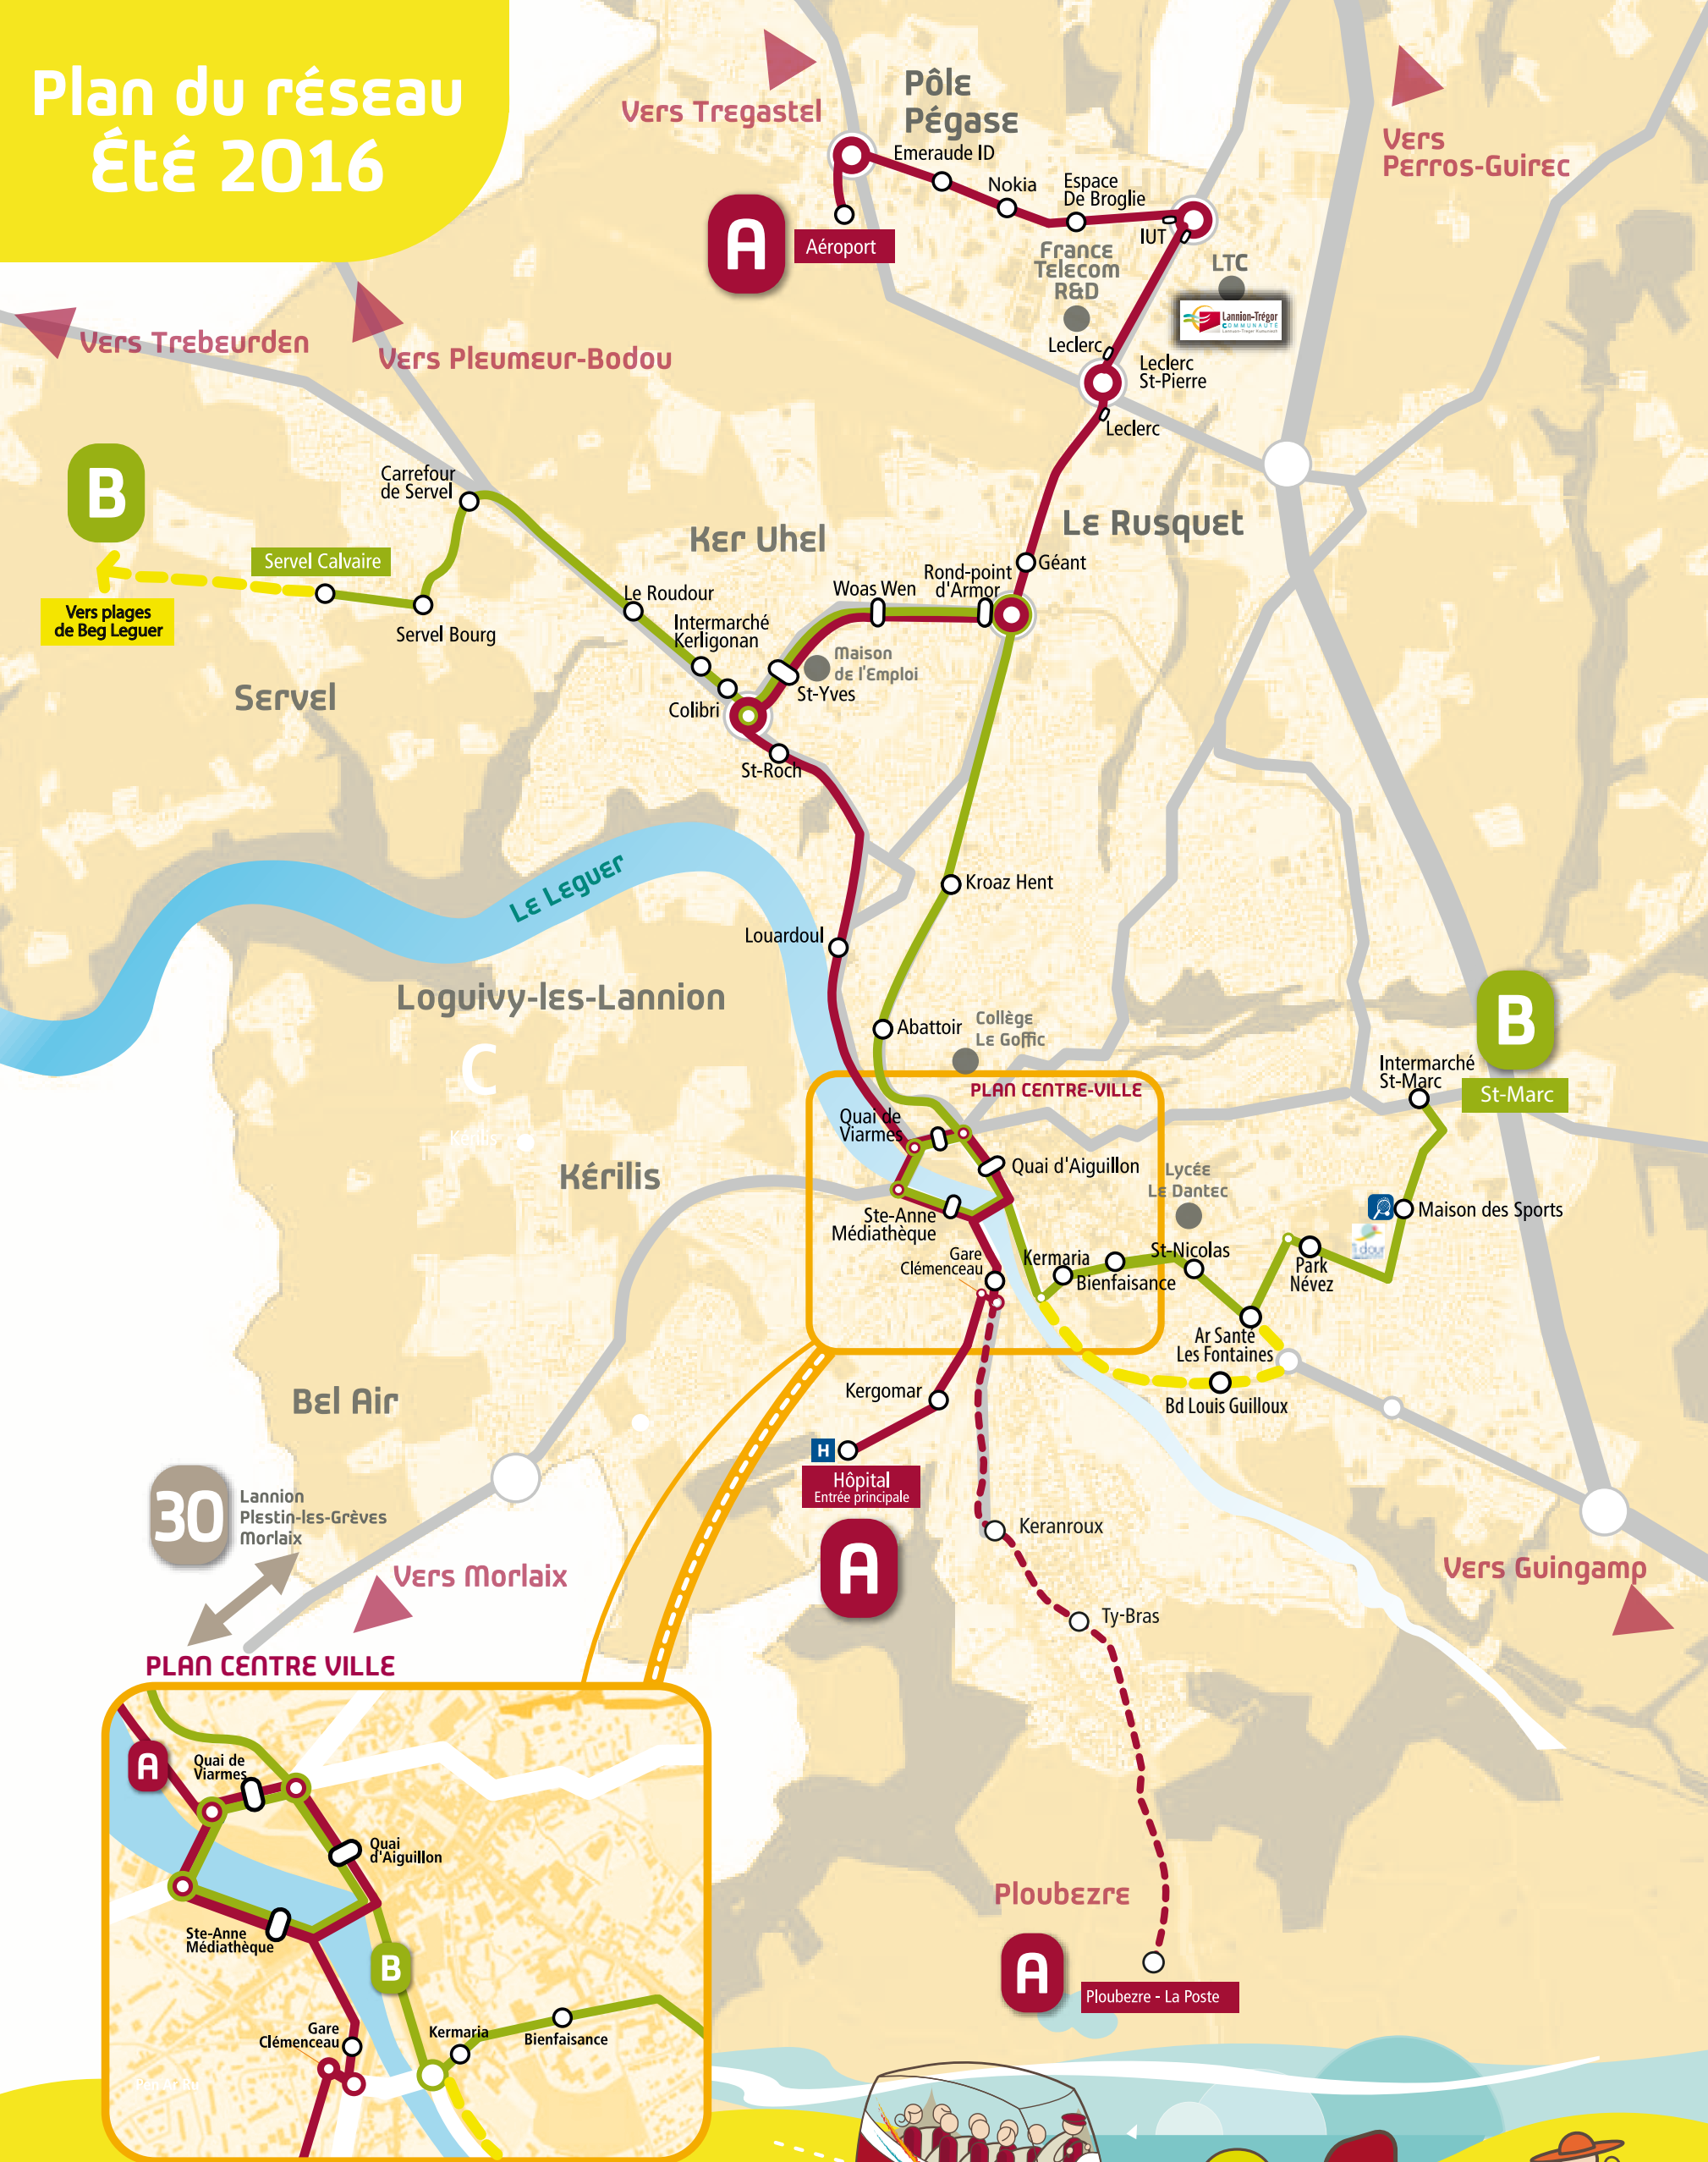 Plan du réseau
Été 2016
Vers Tregastel
Pôle
Pégase
Emeraude ID
Nokia
Espace
De Broglie
Vers
Perros-Guirec
A
Aéroport
IUT
France
Telecom
R&D
LTC
Lannion-Trégor
COMMUNAUTÉ
Vers Trebeurden
Vers Pleumeur-Bodou
Leclerc
Leclerc
St-Pierre
Leclerc
B
Carrefour
de Servel
Ker Uhel
Le Rusquet
Servel Calvaire
Géant
Rond-point
d'Armor
Woas Wen
Le Roudour
Vers plages
de Beg Leguer
Servel Bourg
Intermarché
Kerligonan
Maison
de l'Emploi
Servel
St-Yves
Colibri
St-Roch
Le Leguer
Kroaz Hent
Louardoul
Loguivy-les-Lannion
Abattoir
Collège
Le Goffic
B
C
Intermarché
St-Marc
St-Marc
PLAN CENTRE-VILLE
Quai de
Viarmes
Kérilis
Kérilis
Quai d'Aiguillon
Lycée
Le Dantec
Ste-Anne
Médiathèque
Maison des Sports
Gare
Clémenceau
Kermaria
St-Nicolas
Bienfaisance
Park
Névez
Ar Santé
Les Fontaines
Kergomar
Bd Louis Guilloux
Bel Air
H
Hôpital
Entrée principale
A
30
Lannion
Plestin-les-Grèves
Morlaix
Keranroux
Vers Morlaix
Vers Guingamp
Ty-Bras
PLAN CENTRE VILLE
A
Quai de
Viarmes
Quai
d'Aiguillon
Ste-Anne
Médiathèque
B
Gare
Clémenceau
Kermaria
Bienfaisance
Ploubezre
A
Ploubezre - La Poste